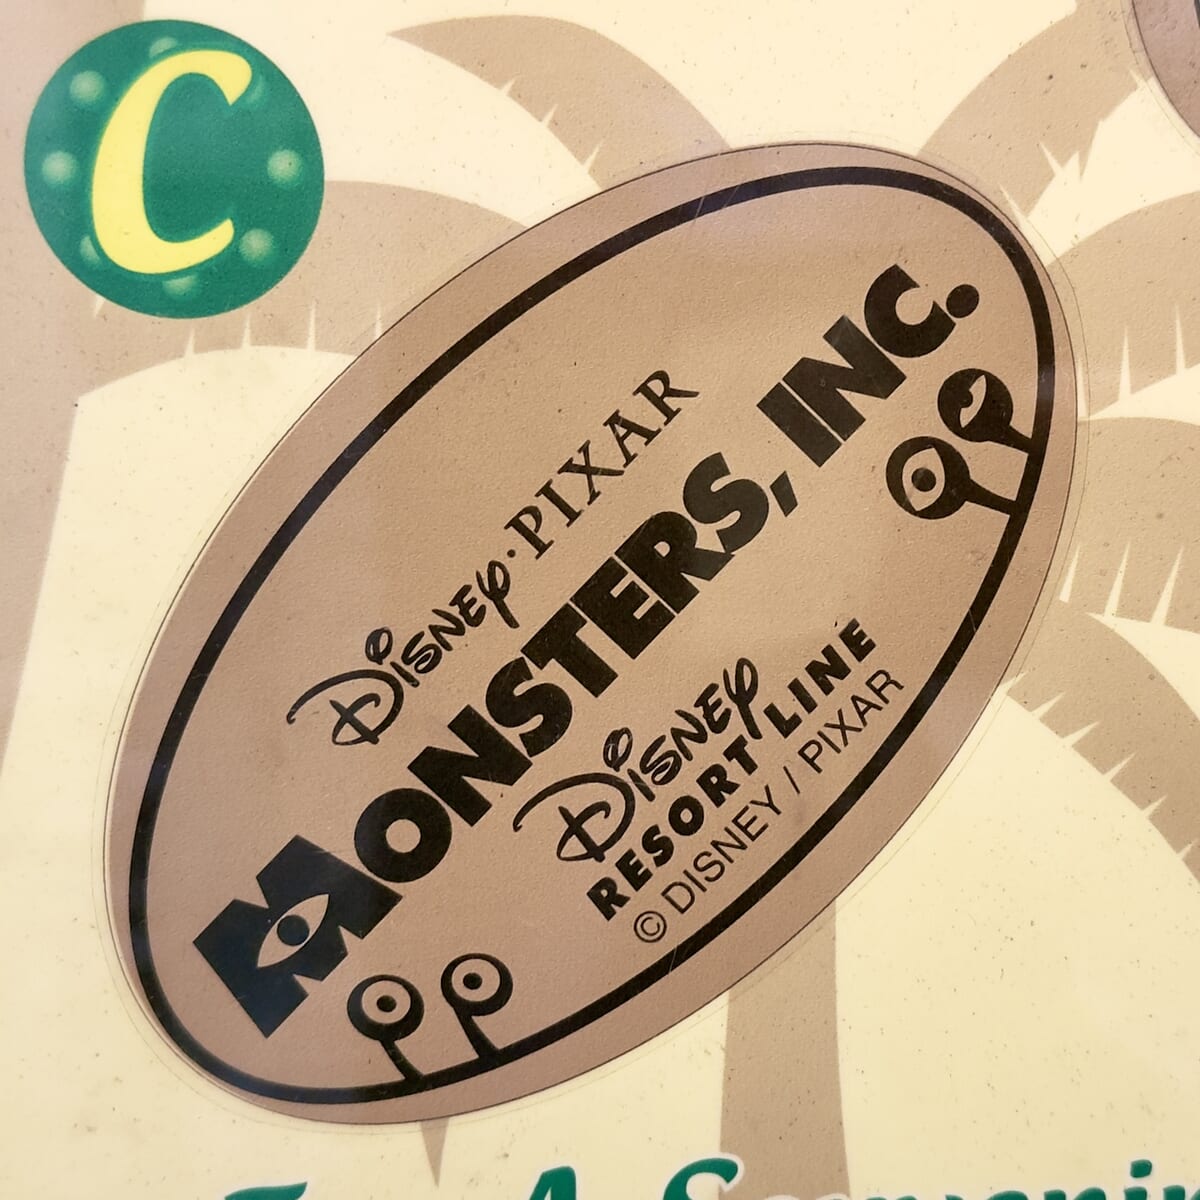 C
DISNEY·PIXAR
MONSTERS, INC.
DISNEY
RESORT LINE
© DISNEY / PIXAR
A